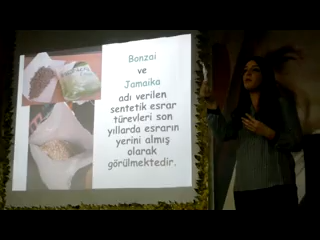 Bonzai
ve
Jamaika
adı verilen
sentetik esrar
türevleri son
yıllarda esrarın
yerini almış
olarak
görülmektedir.